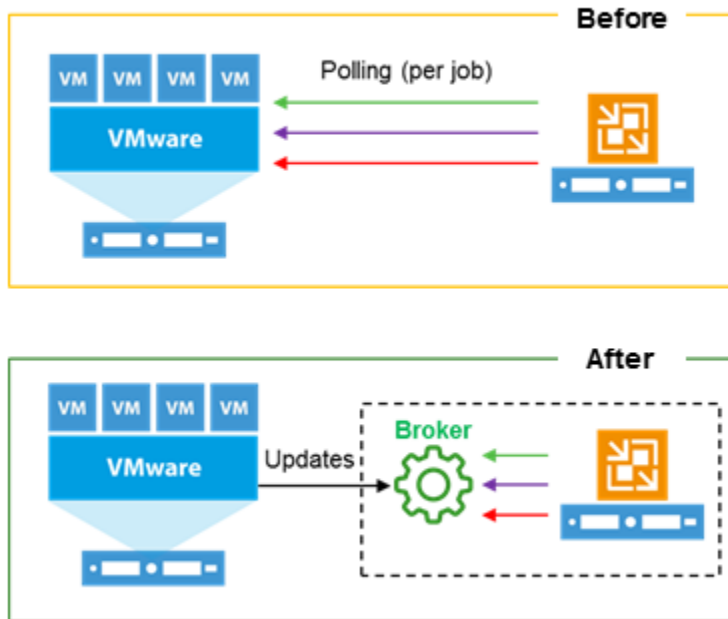 Before
VM VM VM VM
Polling (per job)
VMware
After
VM VM VM VM
Broker
VMware
Updates